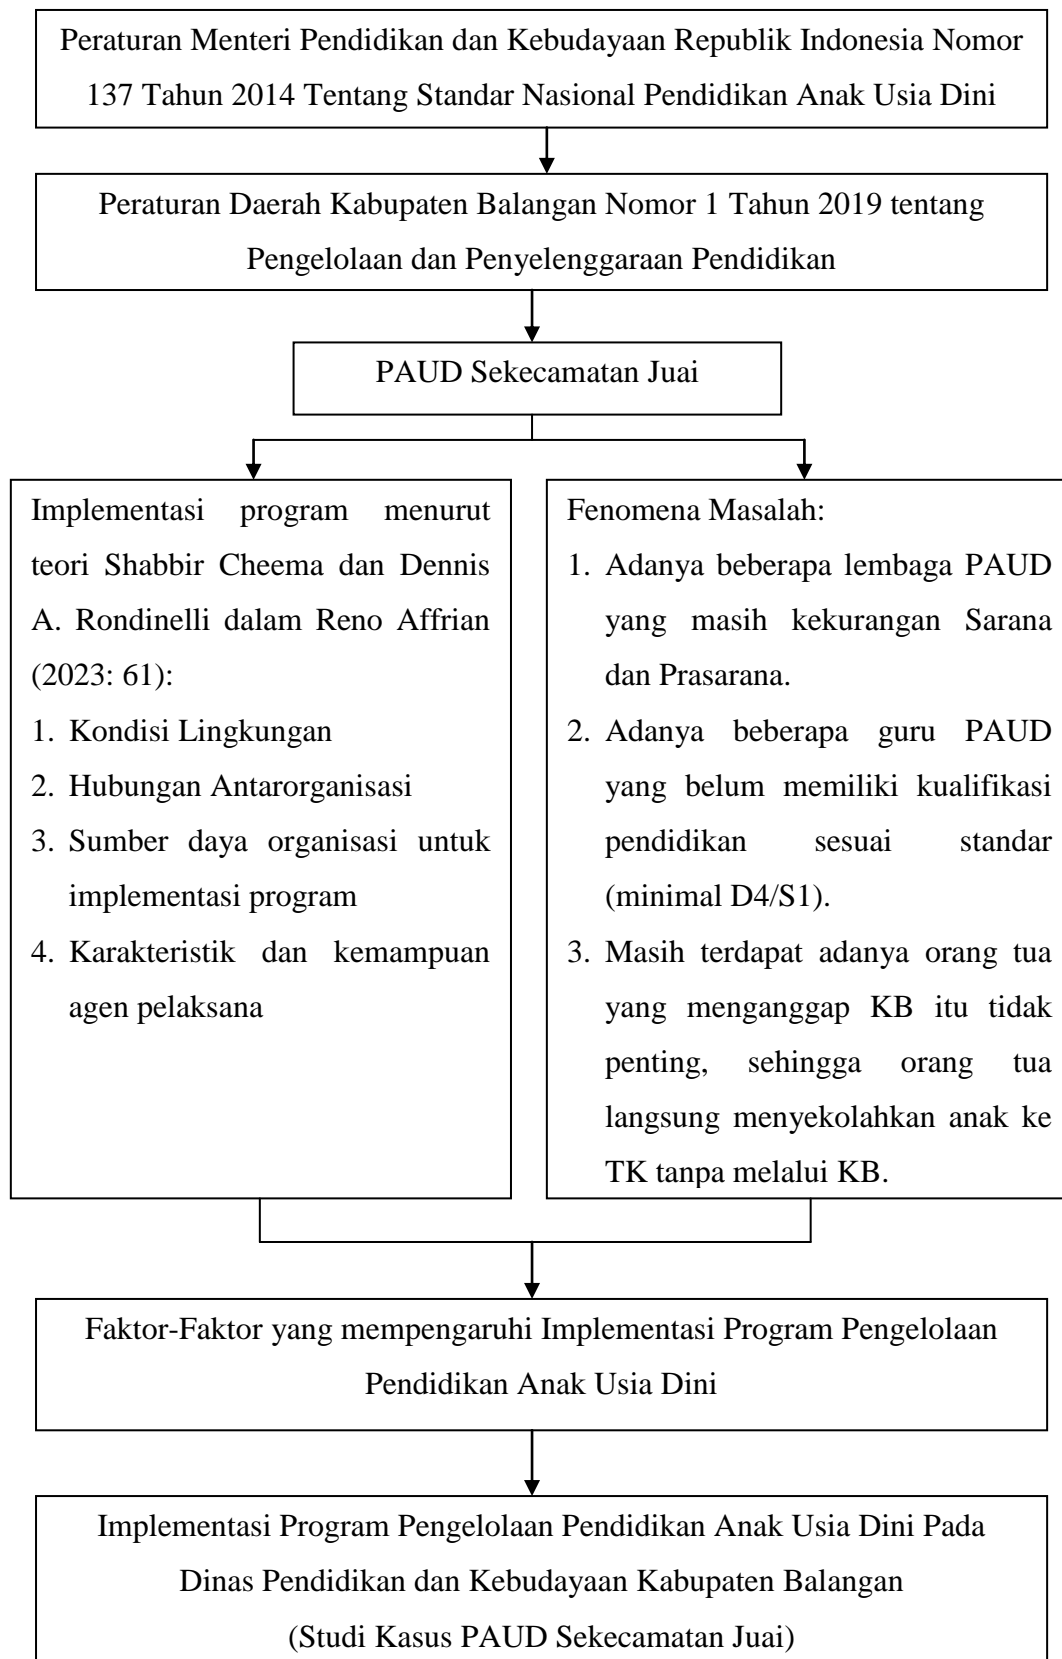 Peraturan Menteri Pendidikan dan Kebudayaan Republik Indonesia Nomor
137 Tahun 2014 Tentang Standar Nasional Pendidikan Anak Usia Dini
Peraturan Daerah Kabupaten Balangan Nomor 1 Tahun 2019 tentang
Pengelolaan dan Penyelenggaraan Pendidikan
PAUD Sekecamatan Juai
Implementasi program menurut
teori Shabbir Cheema dan Dennis
A. Rondinelli dalam Reno Affrian
(2023: 61):
1. Kondisi Lingkungan
2. Hubungan Antarorganisasi
3. Sumber daya organisasi untuk
implementasi program
4. Karakteristik dan kemampuan
agen pelaksana
Fenomena Masalah:
1. Adanya beberapa lembaga PAUD
yang masih kekurangan Sarana
dan Prasarana.
2. Adanya beberapa guru PAUD
yang belum memiliki kualifikasi
pendidikan sesuai standar
(minimal D4/S1).
3. Masih terdapat adanya orang tua
yang menganggap KB itu tidak
penting, sehingga orang tua
langsung menyekolahkan anak ke
TK tanpa melalui KB.
Faktor-Faktor yang mempengaruhi Implementasi Program Pengelolaan
Pendidikan Anak Usia Dini
Implementasi Program Pengelolaan Pendidikan Anak Usia Dini Pada
Dinas Pendidikan dan Kebudayaan Kabupaten Balangan
(Studi Kasus PAUD Sekecamatan Juai)